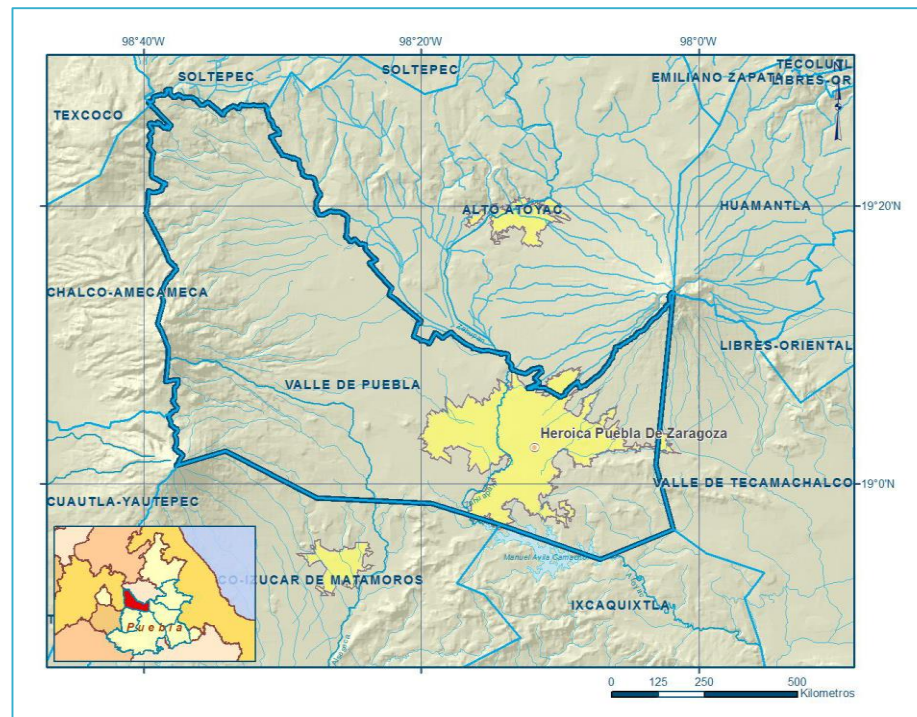 98°40'W 98°20'W 98°0'W
SOLTEPEC
SOLTEPEC
TECOLUTL
EMILIANO ZAPATA
LIBRES-OR
N
TEXCOCO
19°20'N
ALTO ATOYAC
HUAMANTLA
CHALCO-AMECAMECA
LIBRES-ORIENTAL
VALLE DE PUEBLA
Heroica Puebla De Zaragoza
VALLE DE TECAMACHALCO
19°0'N
CUAUTLA-YAUTEPEC
Manuel Avila Camacho
CO-IZUCAR DE MATAMOROS
IXCAQUIXTLA
Atoyac
Puebla
0 125 250 500
Kilometros